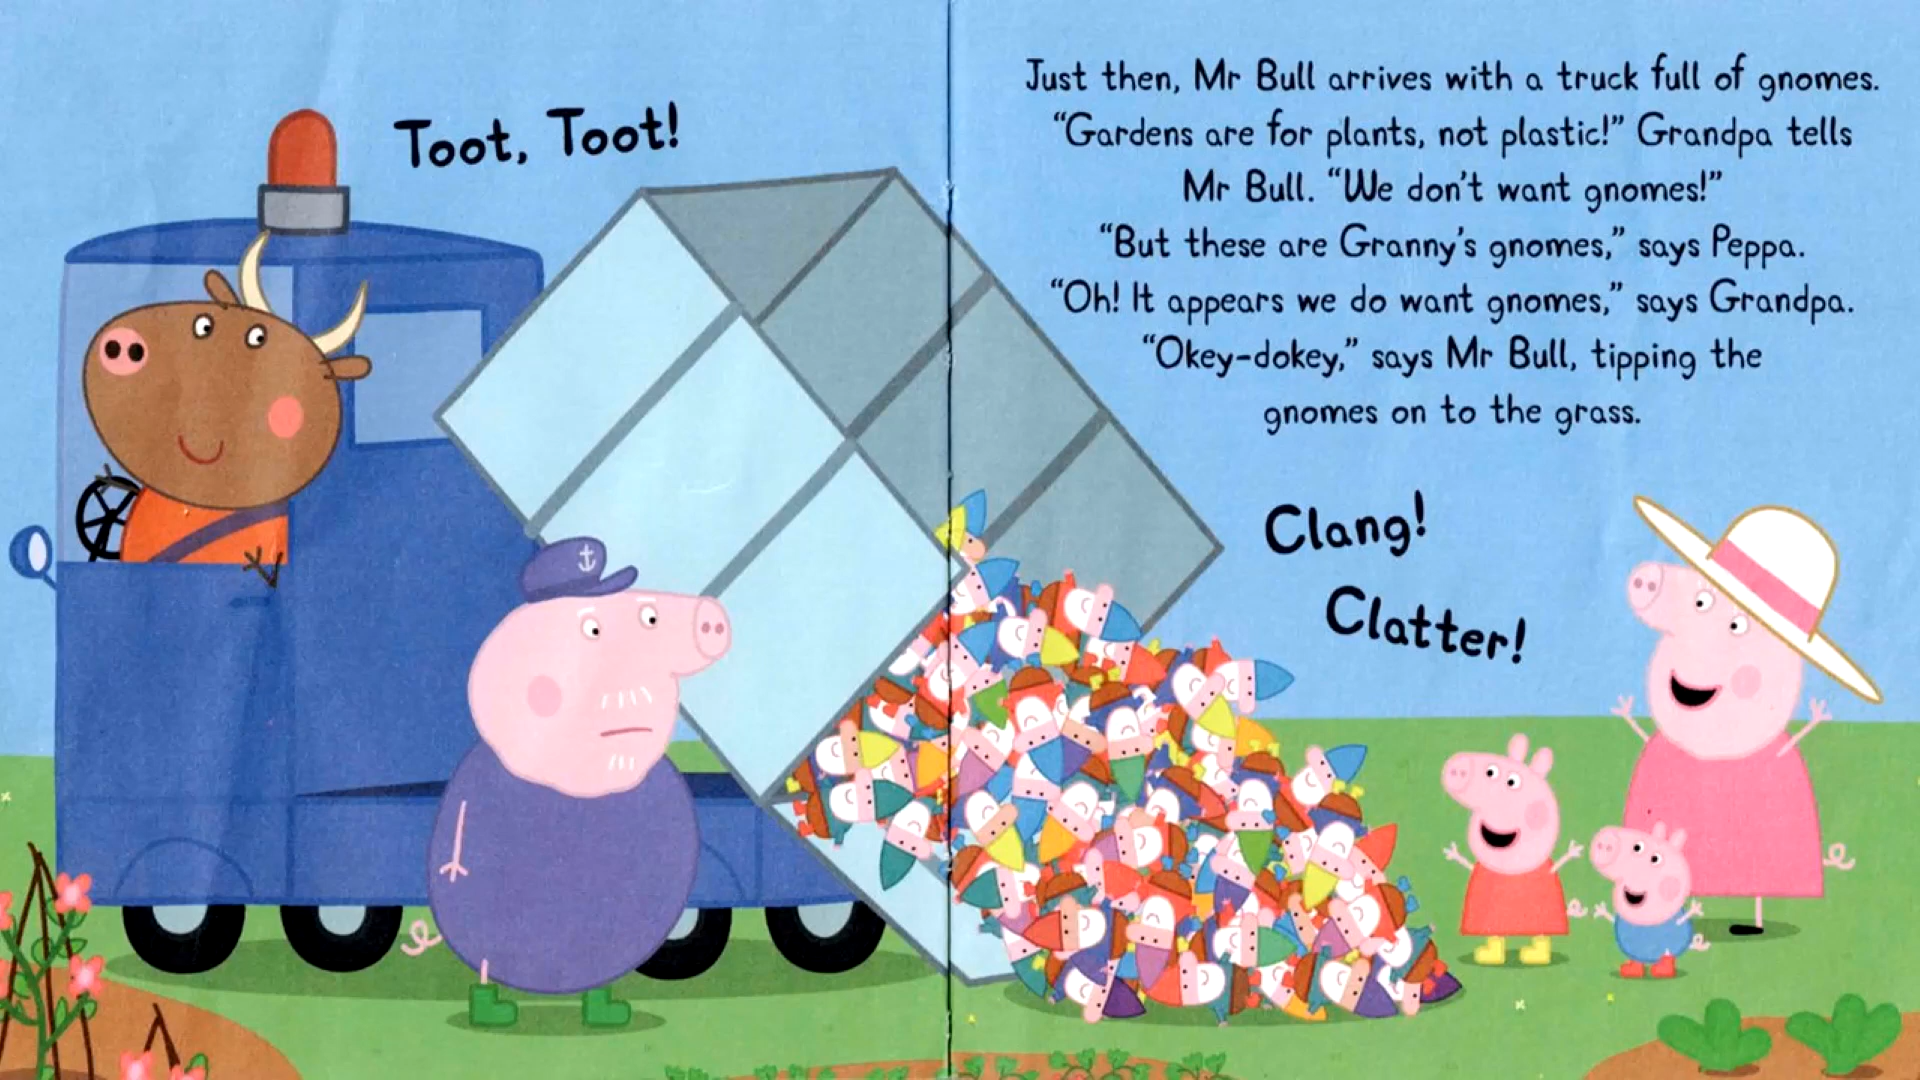 Toot, Toot!
Just then, Mr Bull arrives with a truck full of gnomes.
“Gardens are for plants, not plastic!” Grandpa tells
Mr Bull. “We don't want gnomes!”
“But these are Granny's gnomes,” says Peppa.
“Oh! It appears we do want gnomes,” says Grandpa.
“Okey-dokey,” says Mr Bull, tipping the
gnomes on to the grass.
Clang!
Clatter!